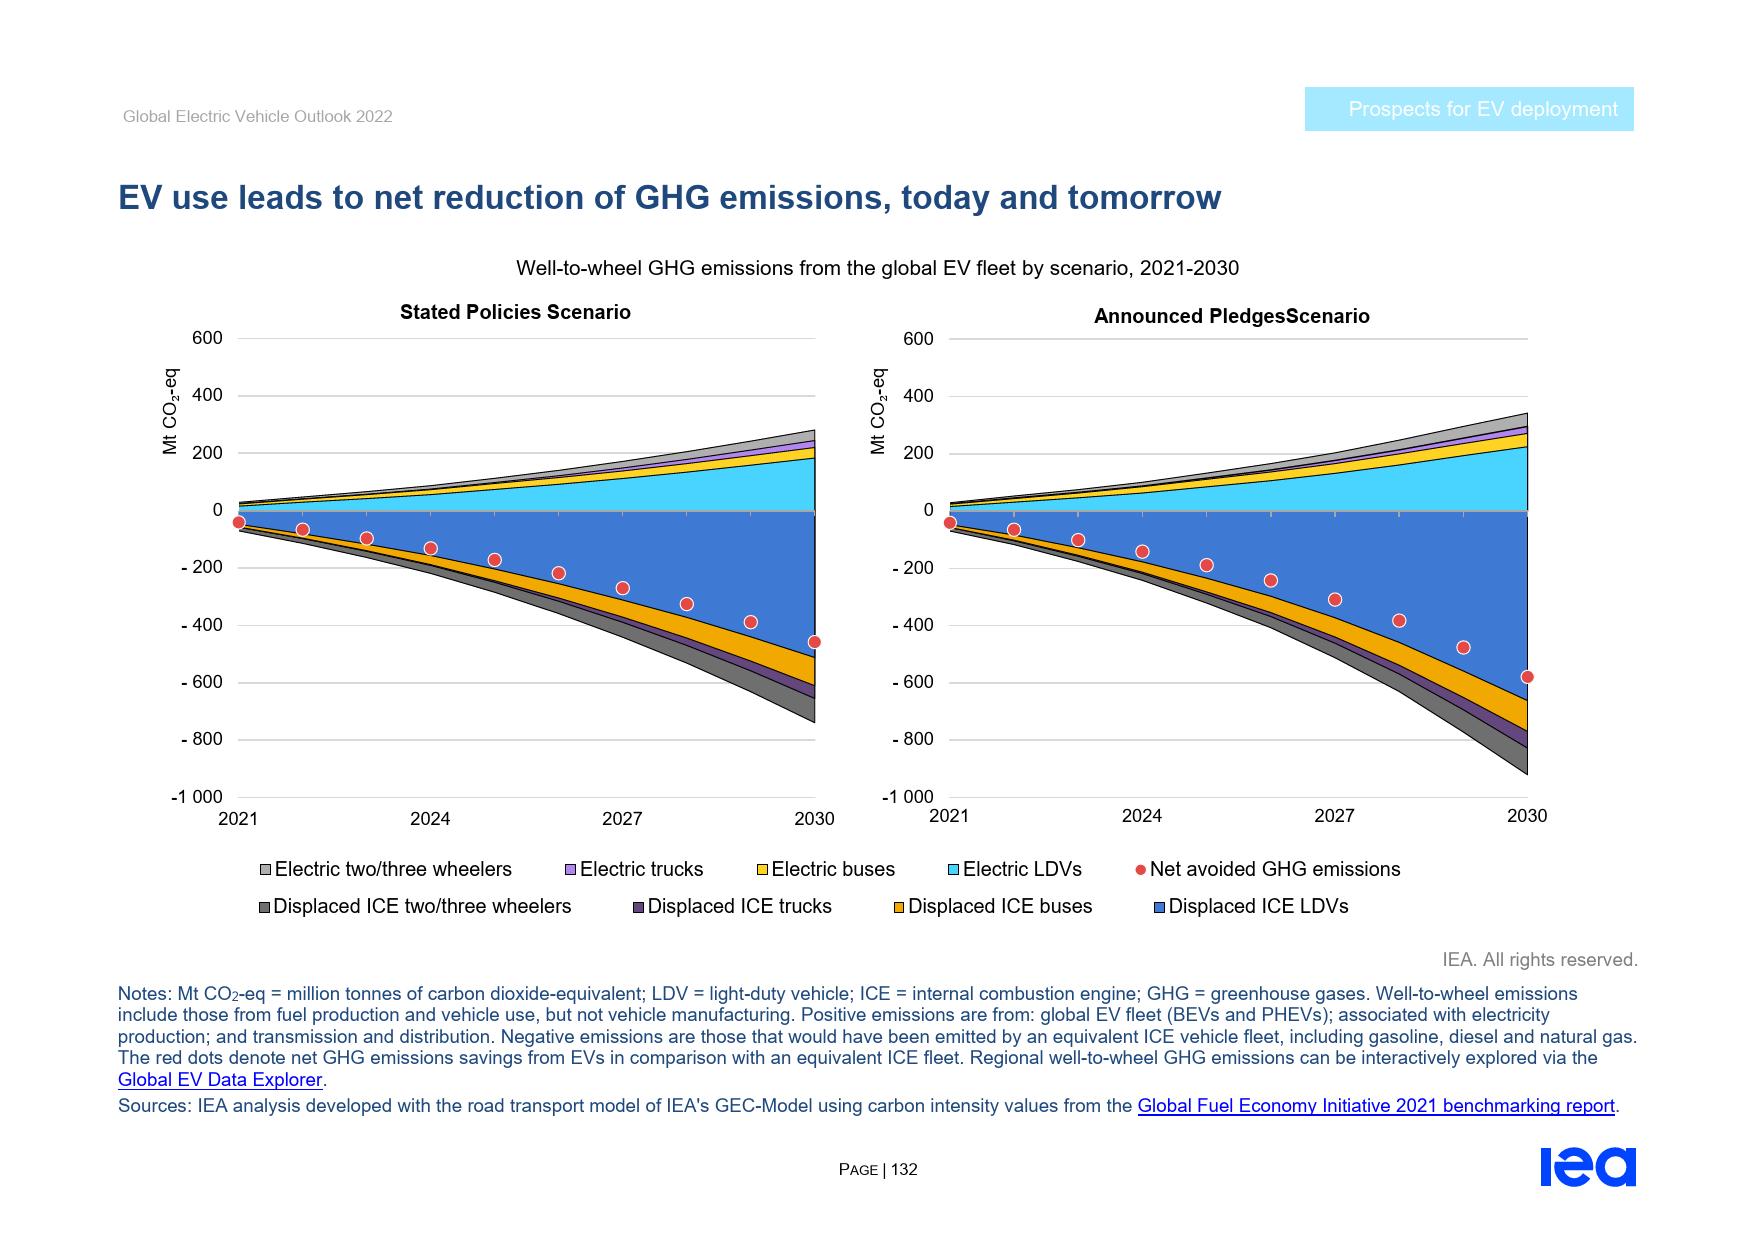 Global Electric Vehicle Outlook 2022
Prospects for EV deployment
EV use leads to net reduction of GHG emissions, today and tomorrow
Well-to-wheel GHG emissions from the global EV fleet by scenario, 2021-2030
Stated Policies Scenario
Mt CO₂-eq
600
400
200
0
- 200
- 400
- 600
- 800
-1 000
2021 2024 2027 2030
Announced PledgesScenario
Mt CO₂-eq
600
400
200
0
- 200
- 400
- 600
- 800
-1 000
2021 2024 2027 2030
Electric two/three wheelers Electric trucks Electric buses Electric LDVs Net avoided GHG emissions
Displaced ICE two/three wheelers Displaced ICE trucks Displaced ICE buses Displaced ICE LDVs
IEA. All rights reserved.
Notes: Mt CO₂-eq = million tonnes of carbon dioxide-equivalent; LDV = light-duty vehicle; ICE = internal combustion engine; GHG = greenhouse gases. Well-to-wheel emissions
include those from fuel production and vehicle use, but not vehicle manufacturing. Positive emissions are from: global EV fleet (BEVs and PHEVs); associated with electricity
production; and transmission and distribution. Negative emissions are those that would have been emitted by an equivalent ICE vehicle fleet, including gasoline, diesel and natural gas.
The red dots denote net GHG emissions savings from EVs in comparison with an equivalent ICE fleet. Regional well-to-wheel GHG emissions can be interactively explored via the
Global EV Data Explorer.
Sources: IEA analysis developed with the road transport model of IEA's GEC-Model using carbon intensity values from the Global Fuel Economy Initiative 2021 benchmarking report.
PAGE | 132
iea